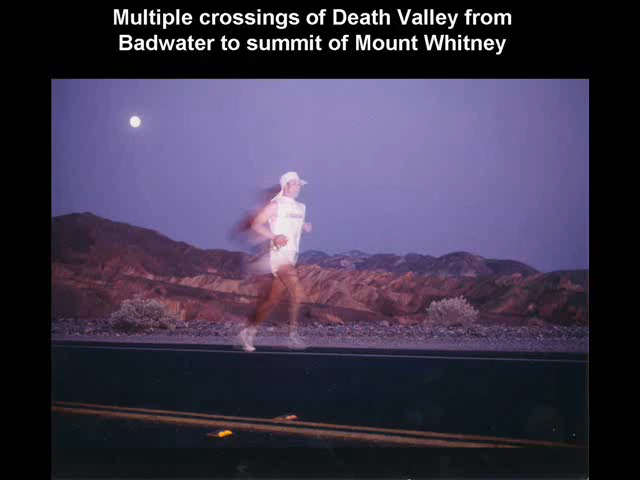 Multiple crossings of Death Valley from
Badwater to summit of Mount Whitney